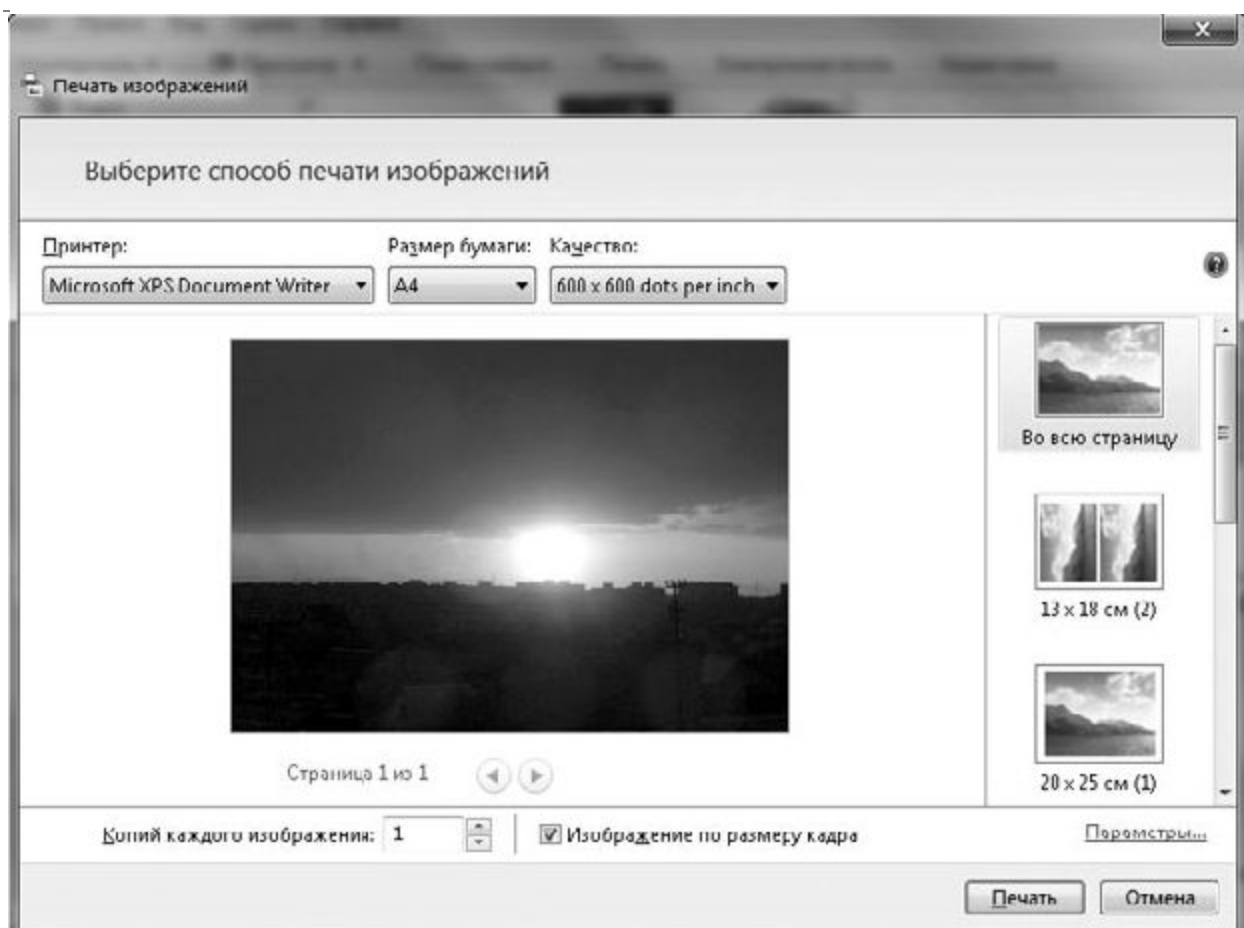 Печать изображений
Выберите способ печати изображений
Принтер: Размер бумаги: Качество:
Microsoft XPS Document Writer A4 600 x 600 dots per inch
Во всю страницу
13 x 18 см (2)
20 x 25 см (1)
Страница 1 из 1
Копий каждого изображения: 1 Изображение по размеру кадра Параметры...
Печать Отмена